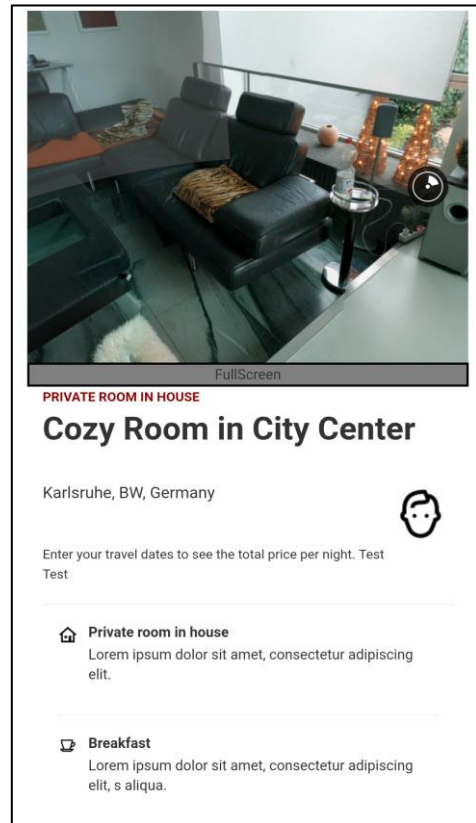 FullScreen
PRIVATE ROOM IN HOUSE
Cozy Room in City Center
Karlsruhe, BW, Germany
Enter your travel dates to see the total price per night. Test
Test
Private room in house
Lorem ipsum dolor sit amet, consectetur adipiscing
elit.
Breakfast
Lorem ipsum dolor sit amet, consectetur adipiscing
elit, s aliqua.